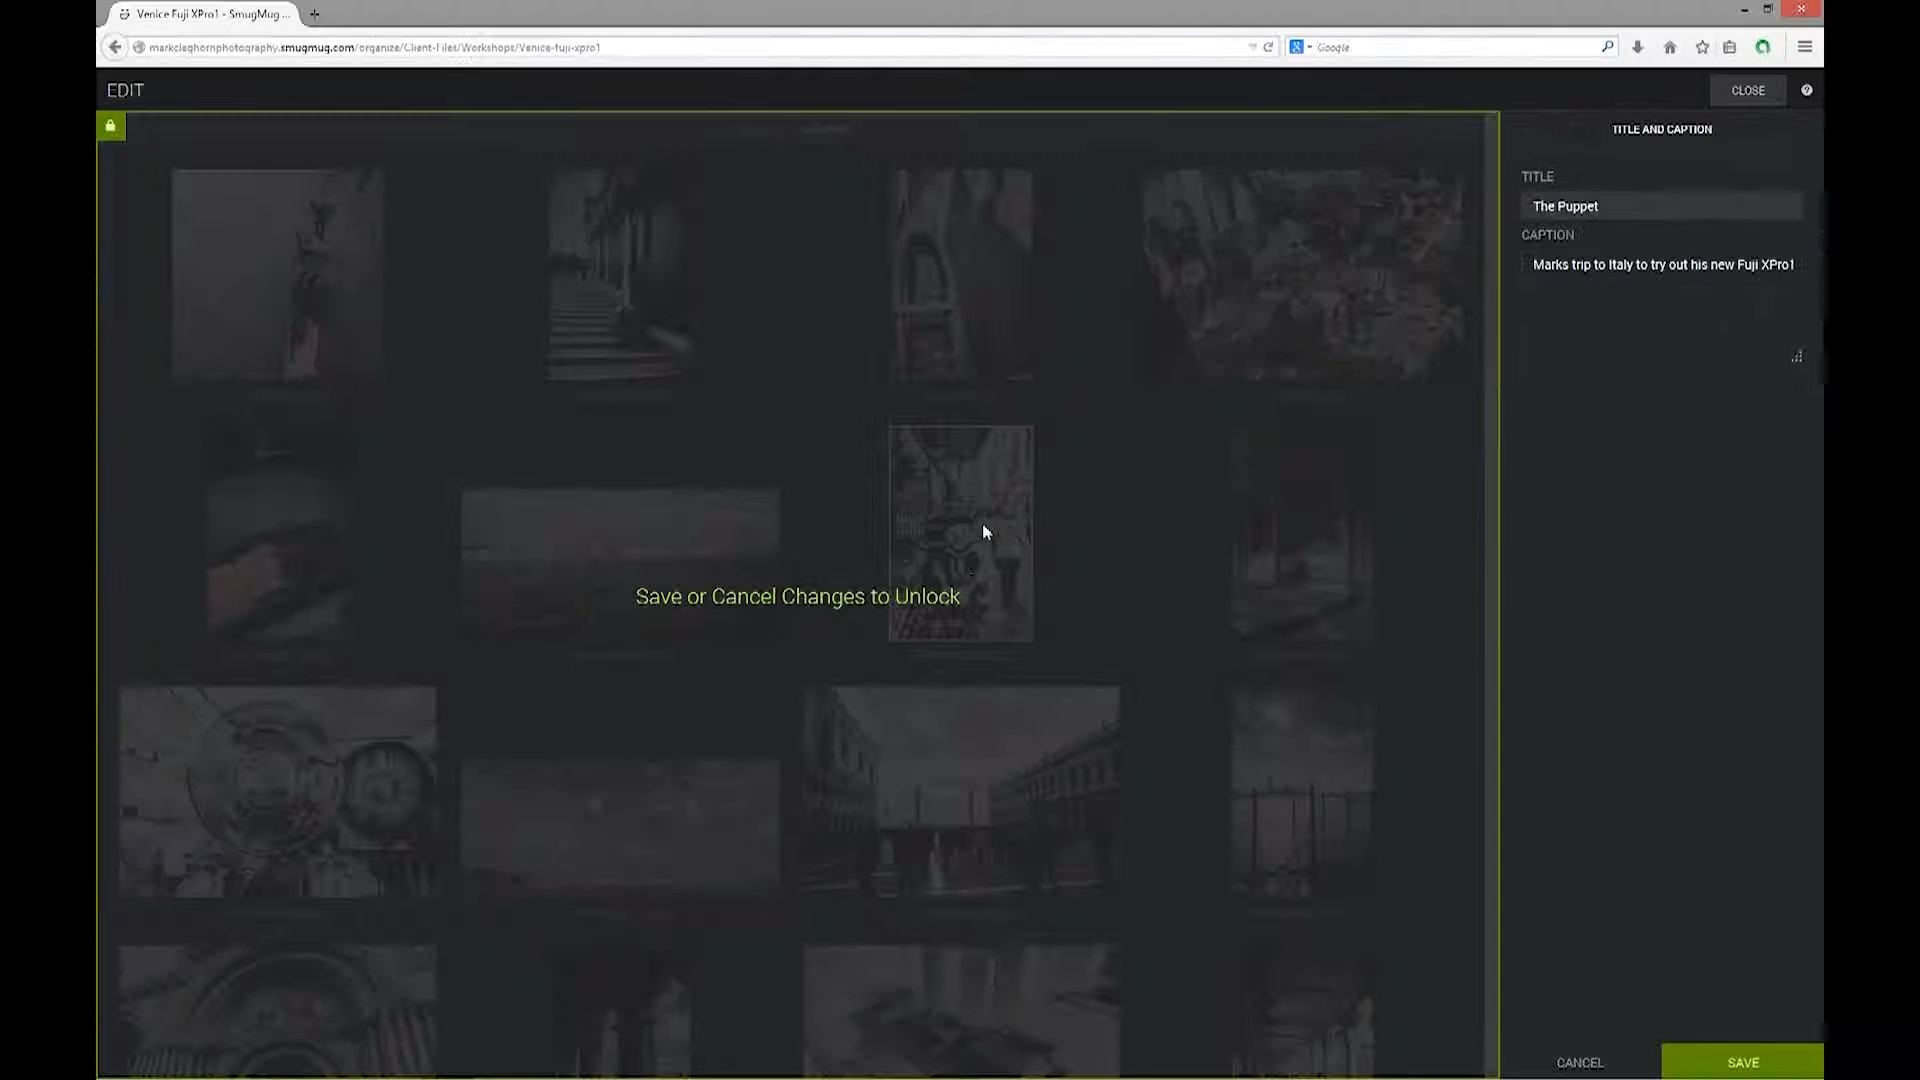 Venice Fuji XPro1 - SmugMug ...
markcleghornphotography.smugmug.com/organize/Client-Files/Workshops/Venice-fuji-xpro1
Google
EDIT
CLOSE
TITLE AND CAPTION
TITLE
The Puppet
CAPTION
Marks trip to Italy to try out his new Fuji XPro1
Save or Cancel Changes to Unlock
CANCEL
SAVE